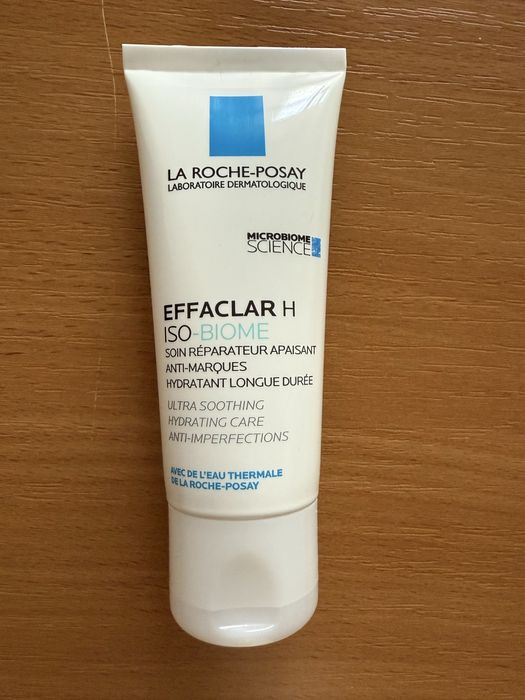 LA ROCHE-POSAY
LABORATOIRE DERMATOLOGIQUE
MICROBIOME
SCIENCE
EFFACLAR H
ISO-BIOME
SOIN RÉPARATEUR APAISANT
ANTI-MARQUES
HYDRATANT LONGUE DURÉE
ULTRA SOOTHING
HYDRATING CARE
ANTI-IMPERFECTIONS
AVEC DE L'EAU THERMALE
DE LA ROCHE-POSAY